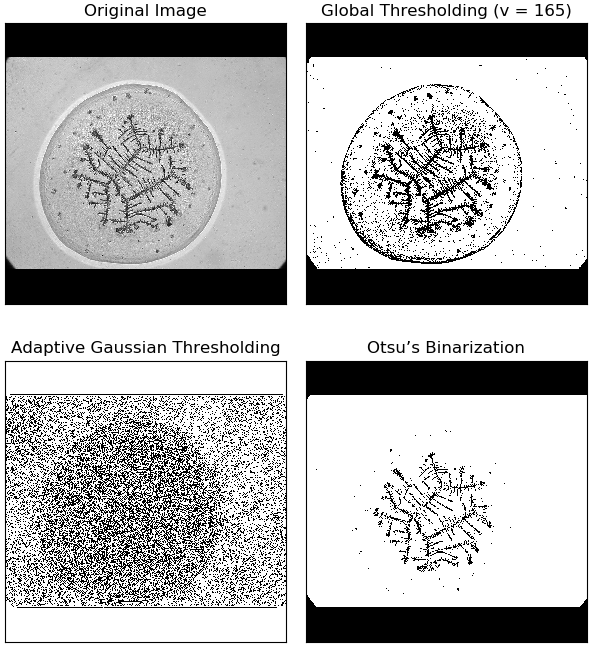 Original Image
Global Thresholding (v = 165)
Adaptive Gaussian Thresholding
Otsu’s Binarization